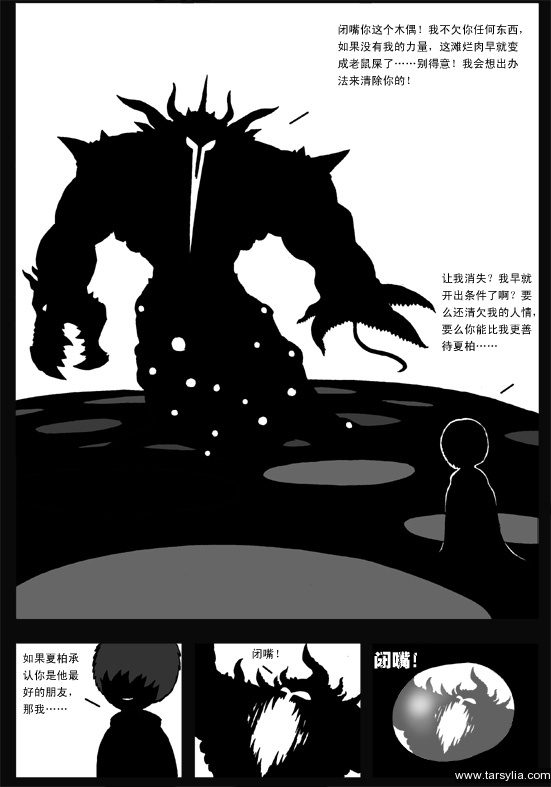 闭嘴你这个木偶！我不欠你任何东西，
如果没有我的力量，这滩烂肉早就变
成老鼠屎了……别得意！我会想出办
法来清除你的！
让我消失？我早就
开出条件了啊？要
么还清欠我的人情，
要么你能比我更善
待夏柏……
如果夏柏承
认你是他最
好的朋友，
那我……
闭嘴！
闭嘴！
www.tarsylia.com